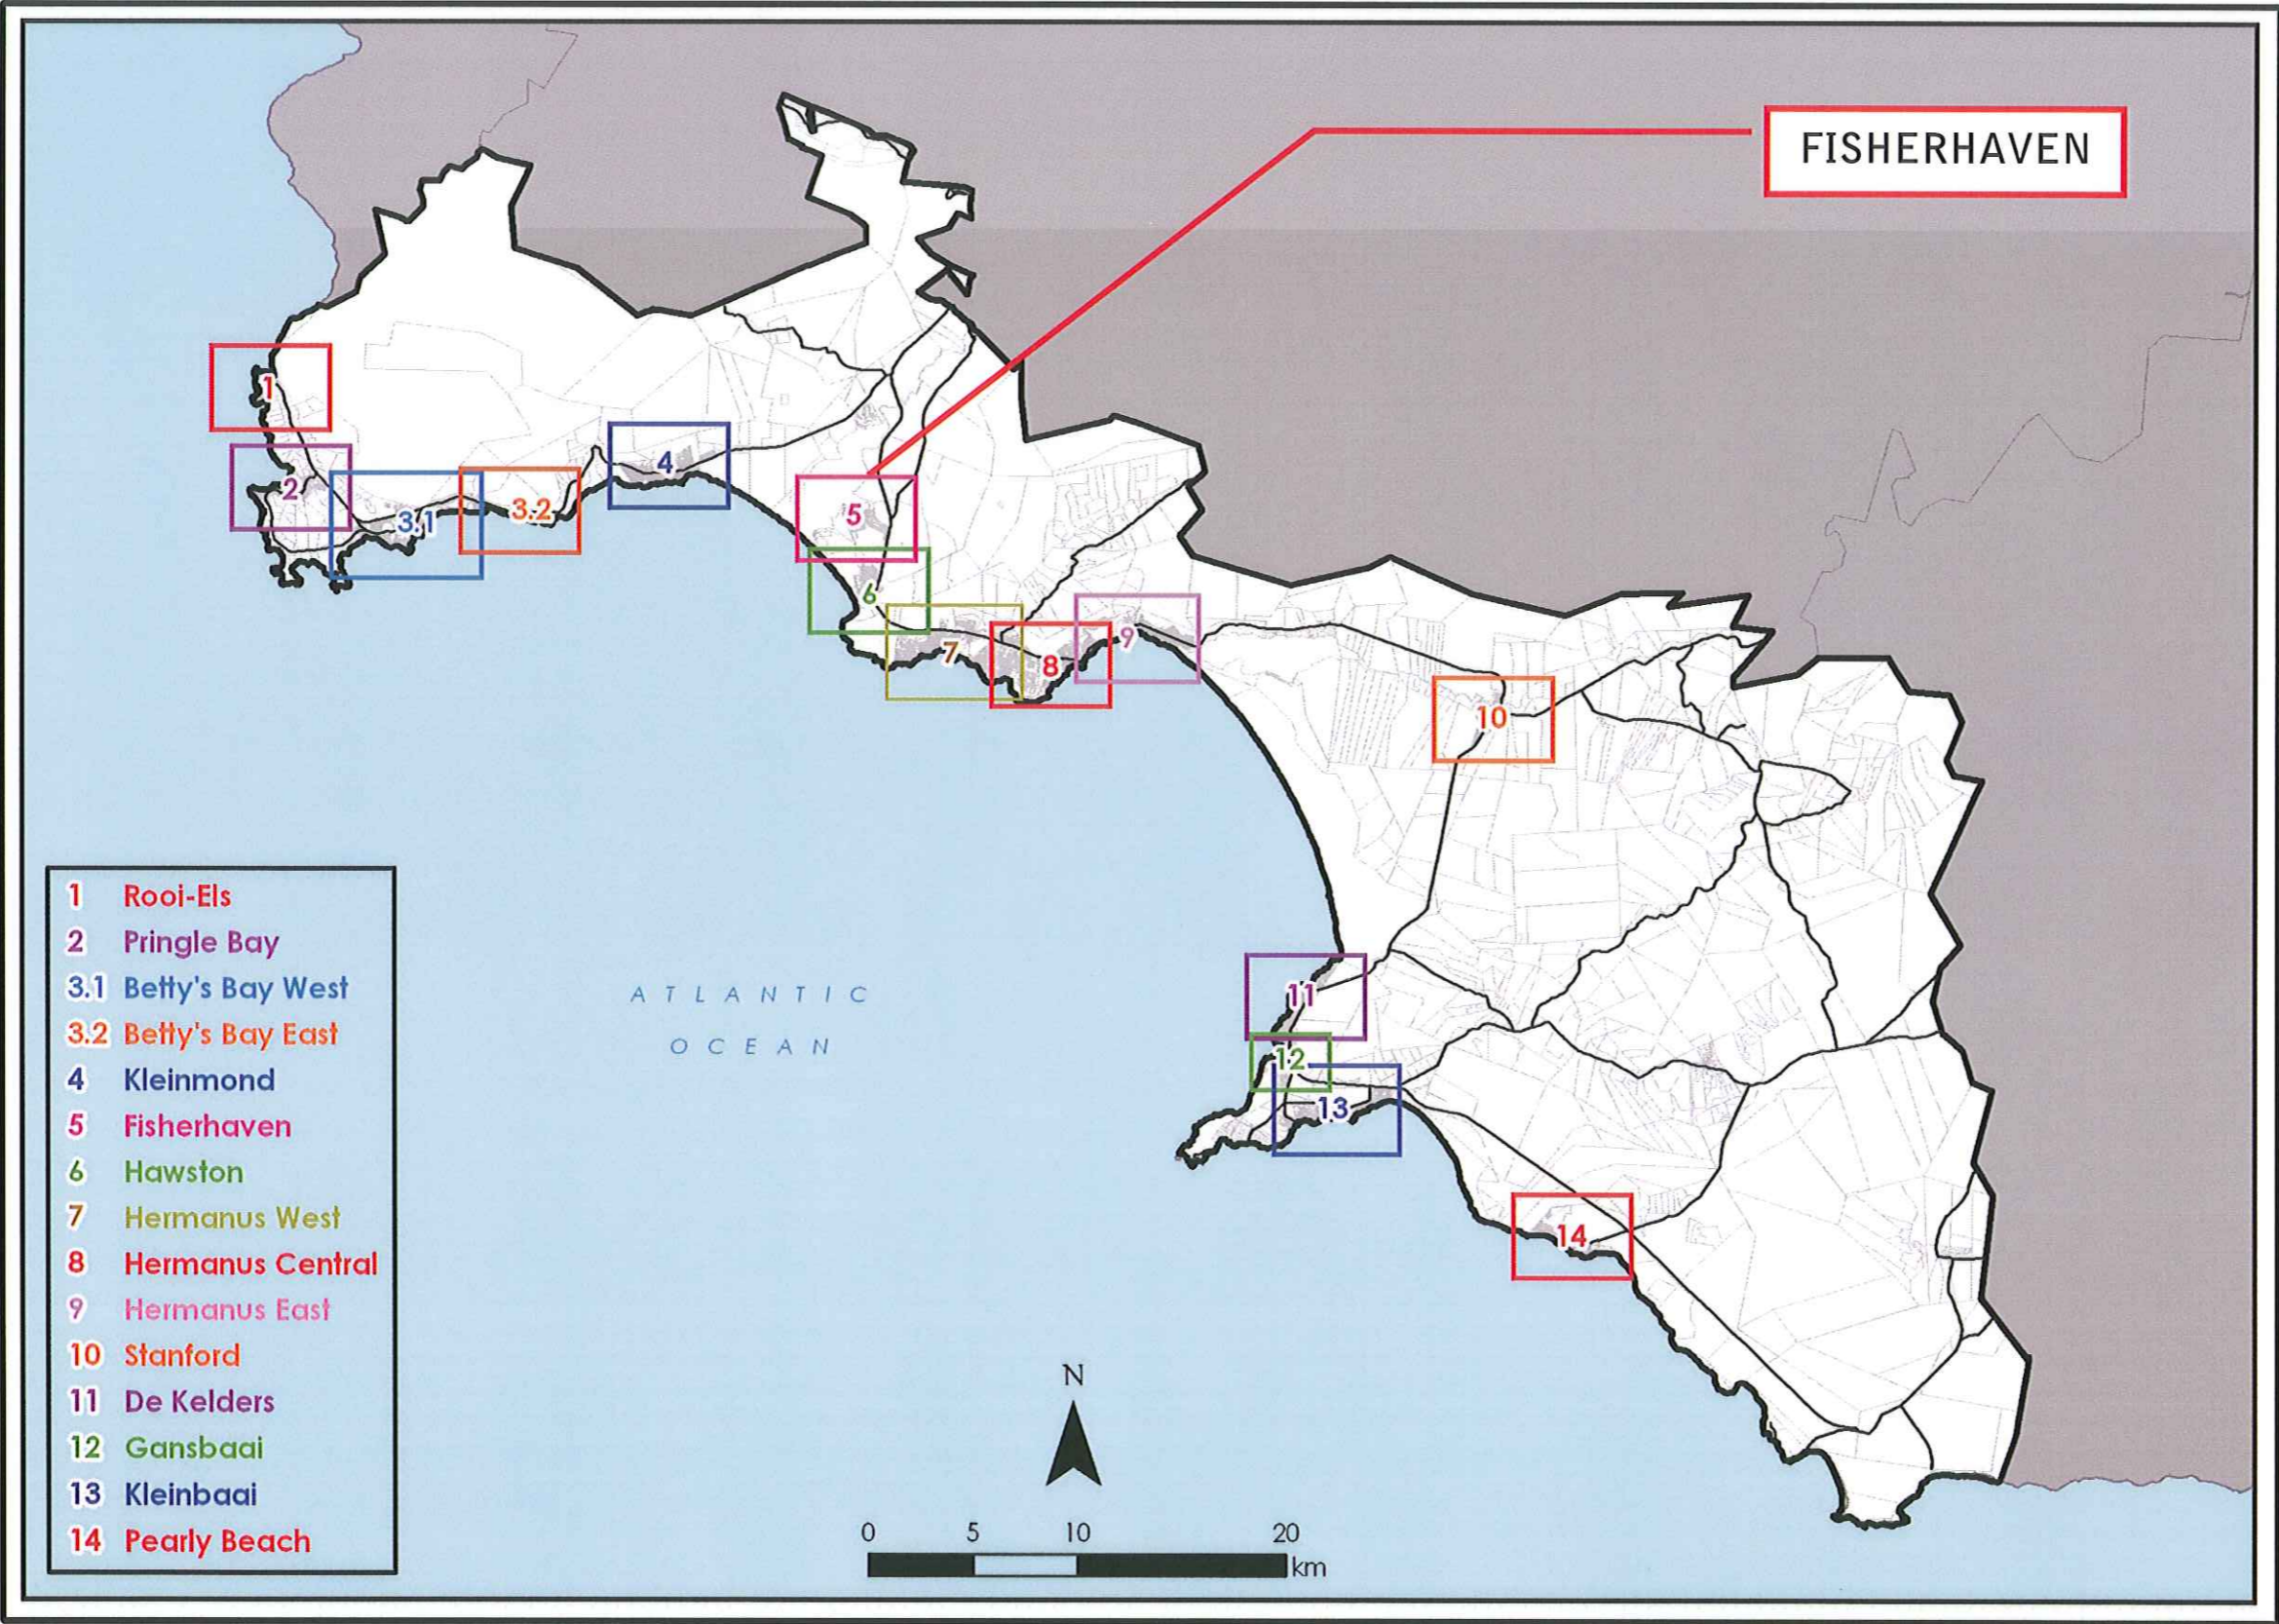 FISHERHAVEN
1
2
3.1
3.2
4
5
6
7
8
9
10
11
12
13
14
ATLANTIC
OCEAN
1 Rooi-Els
2 Pringle Bay
3.1 Betty's Bay West
3.2 Betty's Bay East
4 Kleinmond
5 Fisherhaven
6 Hawston
7 Hermanus West
8 Hermanus Central
9 Hermanus East
10 Stanford
11 De Kelders
12 Gansbaai
13 Kleinbaai
14 Pearly Beach
N
0 5 10 20
km